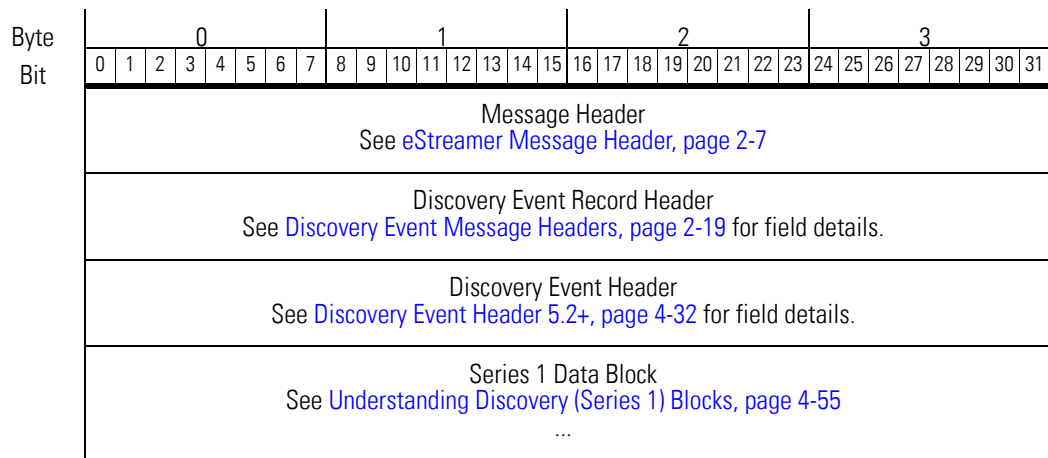 Byte 0 1 2 3
Bit 0 1 2 3 4 5 6 7 8 9 10 11 12 13 14 15 16 17 18 19 20 21 22 23 24 25 26 27 28 29 30 31
Message Header
See eStreamer Message Header, page 2-7
Discovery Event Record Header
See Discovery Event Message Headers, page 2-19 for field details.
Discovery Event Header
See Discovery Event Header 5.2+, page 4-32 for field details.
Series 1 Data Block
See Understanding Discovery (Series 1) Blocks, page 4-55
...